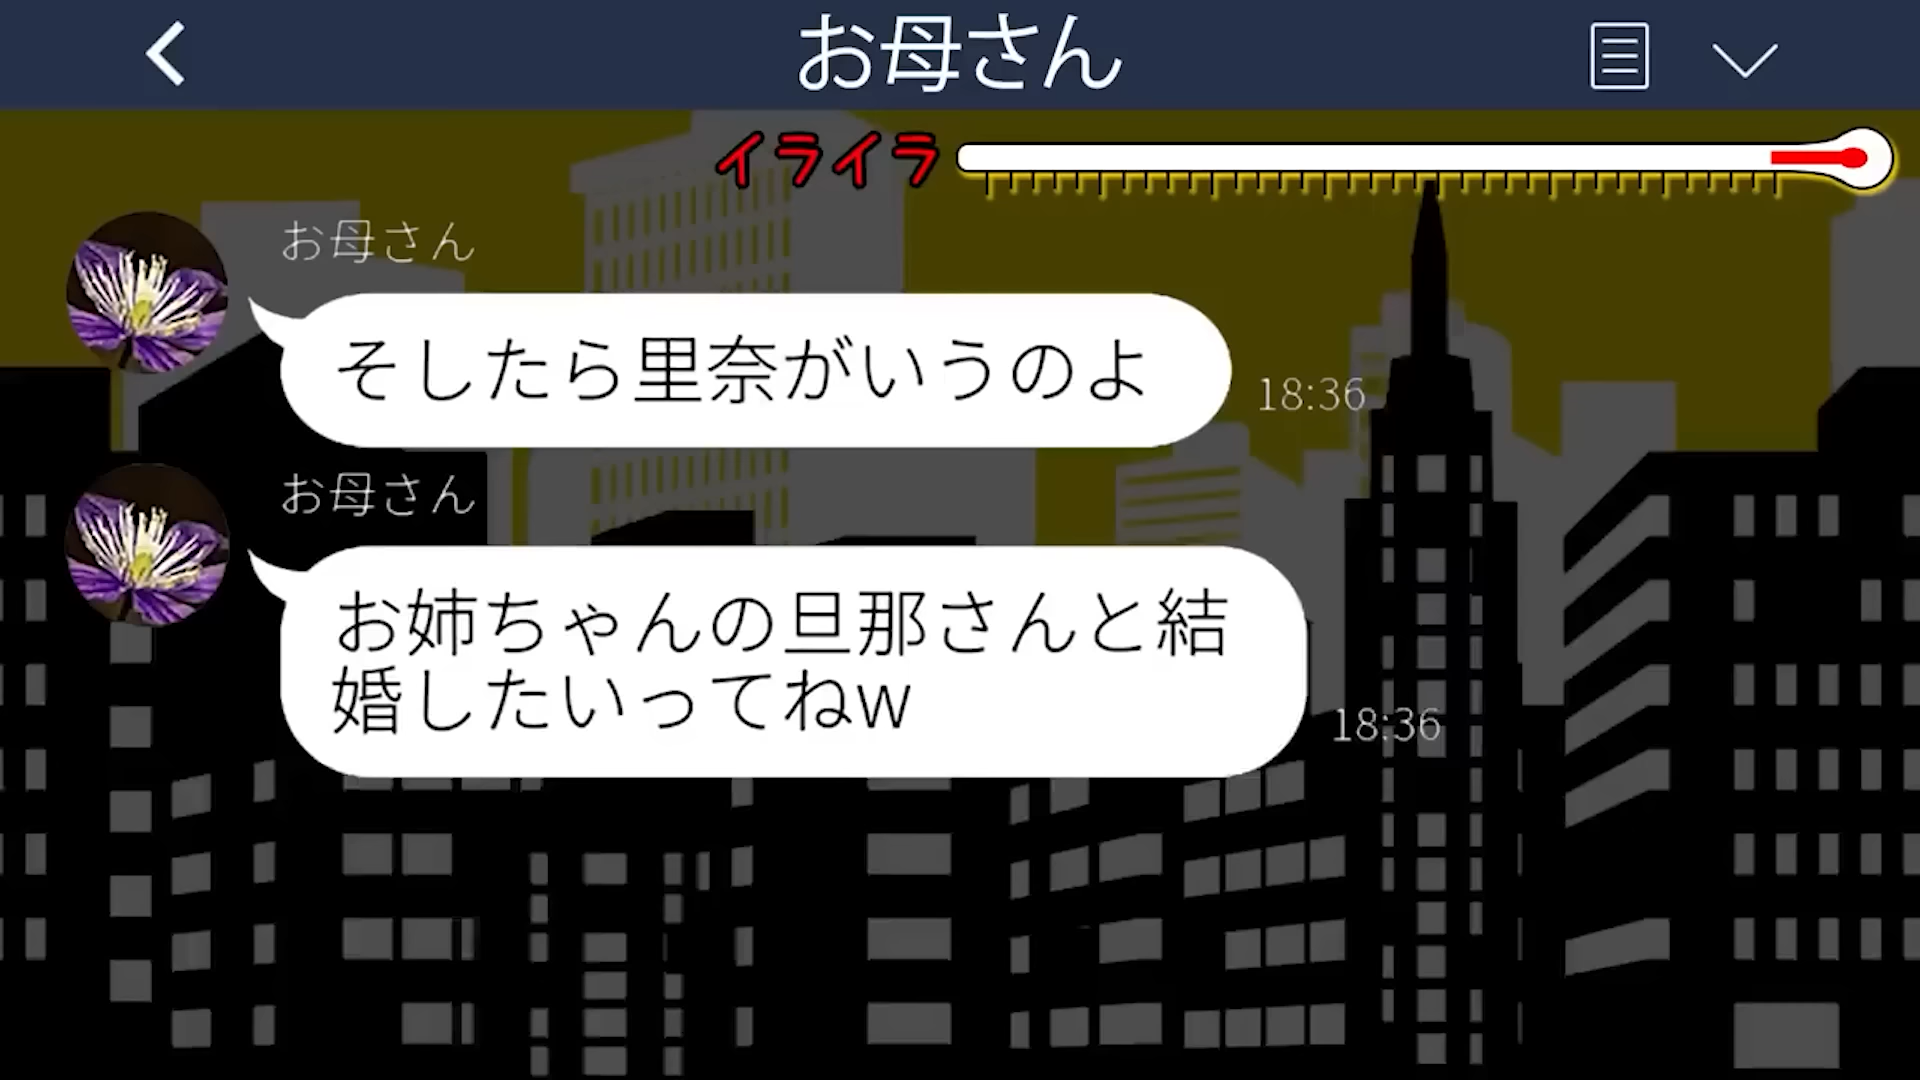 お母さん
イライラ
お母さん
そしたら里奈がいうのよ
18:36
お母さん
お姉ちゃんの旦那さんと結
婚したいってねw
18:36